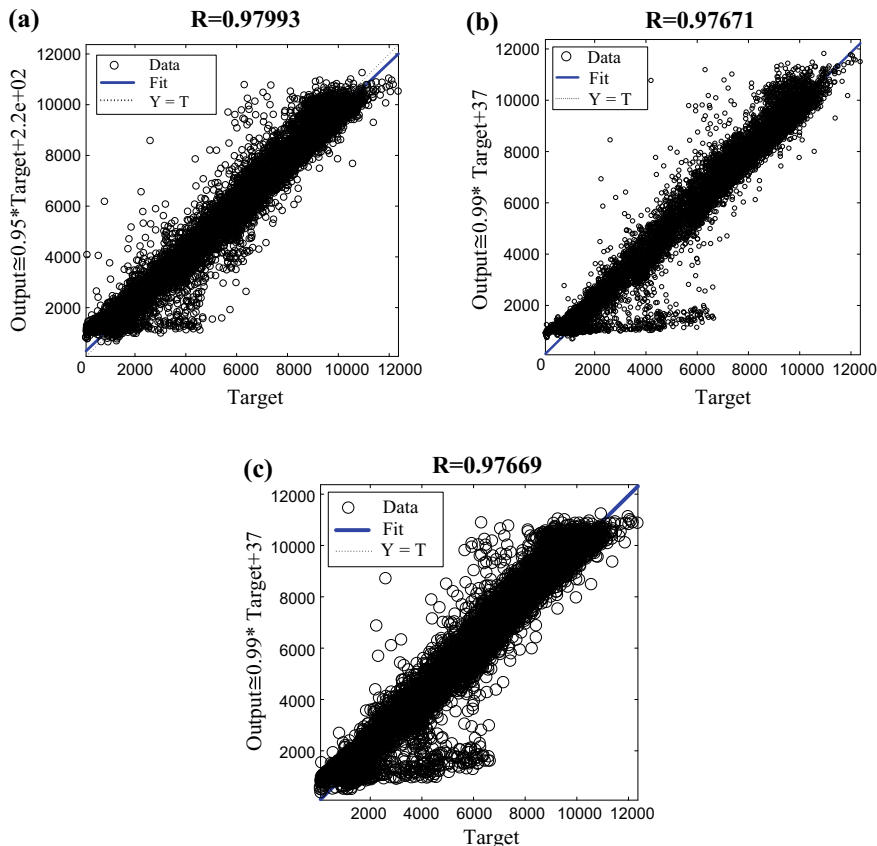 (a)
R=0.97993
Output≅0.95*Target+2.2e+02
12000
10000
8000
6000
4000
2000
Data
Fit
Y = T
0 2000 4000 6000 8000 10000 12000
Target
(b)
R=0.97671
Output≅0.99* Target+37
12000
10000
8000
6000
4000
2000
Data
Fit
Y = T
0 2000 4000 6000 8000 10000 12000
Target
(c)
R=0.97669
Output≅0.99* Target+37
12000
10000
8000
6000
4000
2000
Data
Fit
Y = T
2000 4000 6000 8000 10000 12000
Target